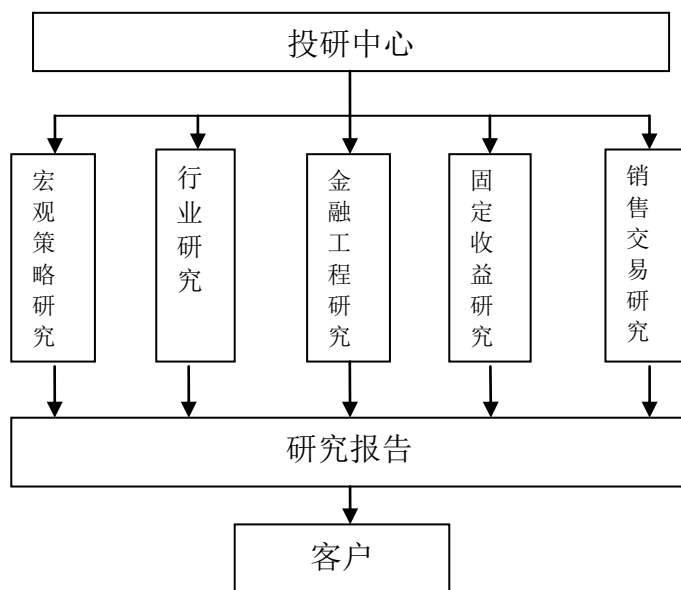 投研中心
宏观策略研究
行业研究
金融工程研究
固定收益研究
销售交易研究
研究报告
客户